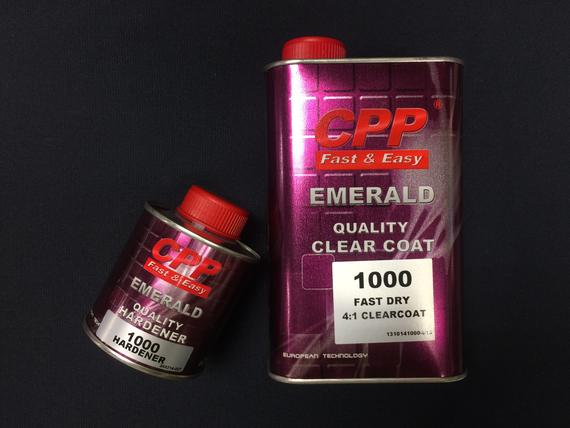 CPP®
Fast & Easy
EMERALD
QUALITY
CLEAR COAT
1000
FAST DRY
4:1 CLEARCOAT
EUROPEAN TECHNOLOGY
CPP
Fast & Easy
EMERALD
QUALITY
HARDENER
1000
HARDENER